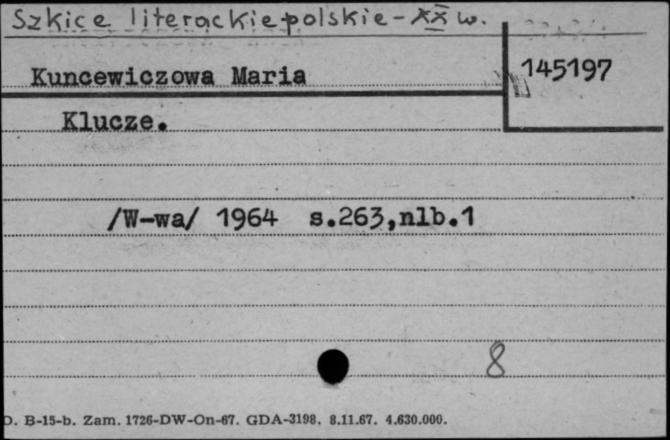 Szkice literackie polskie - XX w.
Kuncewiczowa Maria
145197
Klucze.
/W-wa/ 1964 s.263,nlb.1
8
D. B-15-b. Zam. 1726-DW-On-67. GDA-3198. 8.11.67. 4.630.000.